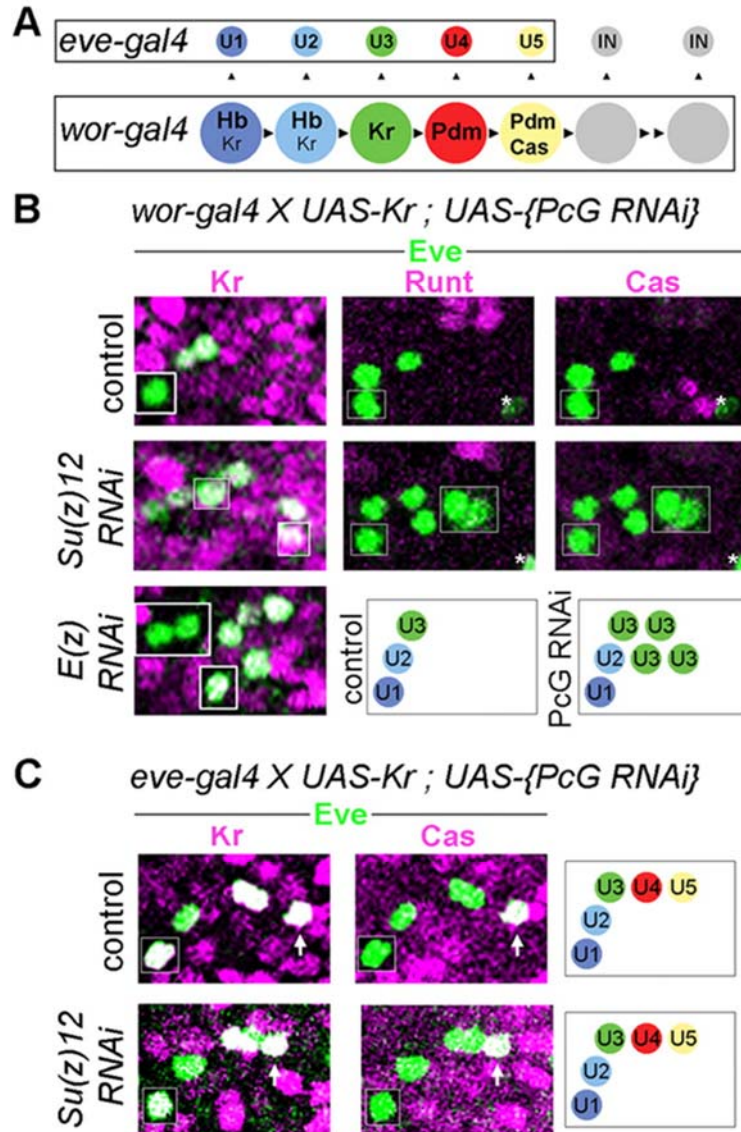 A
eve-gal4 U1 U2 U3 U4 U5 IN IN
wor-gal4 Hb Kr Hb Kr Kr Pdm Pdm Cas
B wor-gal4 X UAS-Kr ; UAS-{PcG RNAi}
Eve
Kr Runt Cas
control
* *
Su(z)12 RNAi
* *
E(z) RNAi
control
U3
U2
U1
PcG RNAi
U3 U3
U2 U3 U3
U1
C eve-gal4 X UAS-Kr ; UAS-{PcG RNAi}
Eve
Kr Cas
control
U3 U4 U5
U2
U1
Su(z)12 RNAi
U3 U4 U5
U2
U1